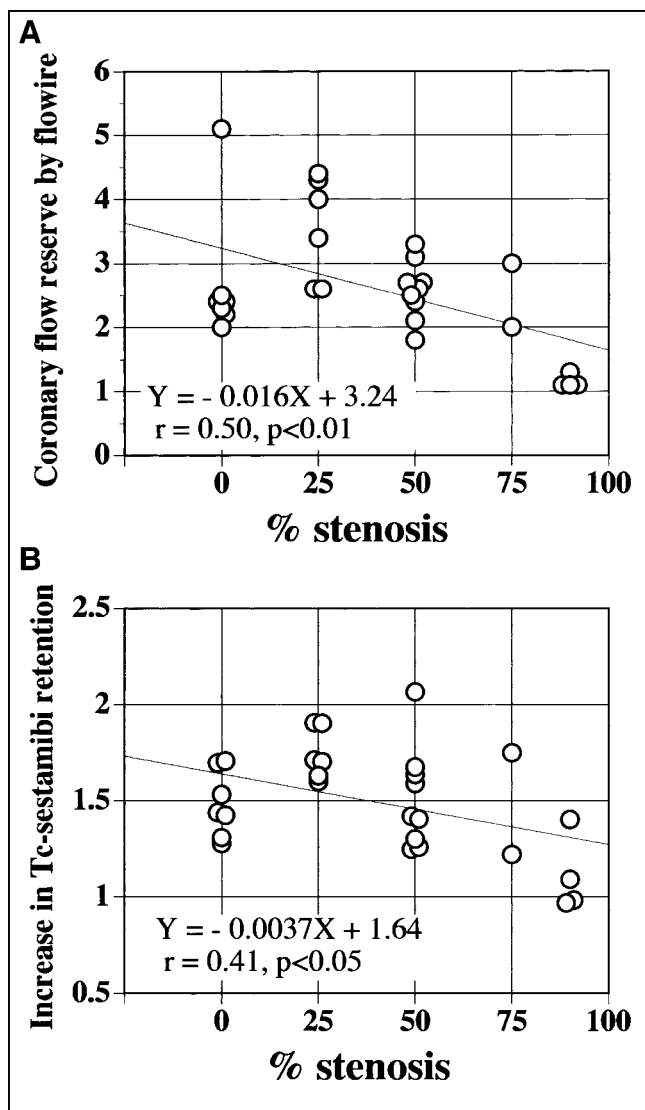 A
Coronary flow reserve by flowire
6
5
4
3
2
1
0
Y = - 0.016X + 3.24
r = 0.50, p<0.01
0 25 50 75 100
% stenosis
B
Increase in Tc-sestamibi retention
2.5
2
1.5
1
0.5
Y = - 0.0037X + 1.64
r = 0.41, p<0.05
0 25 50 75 100
% stenosis